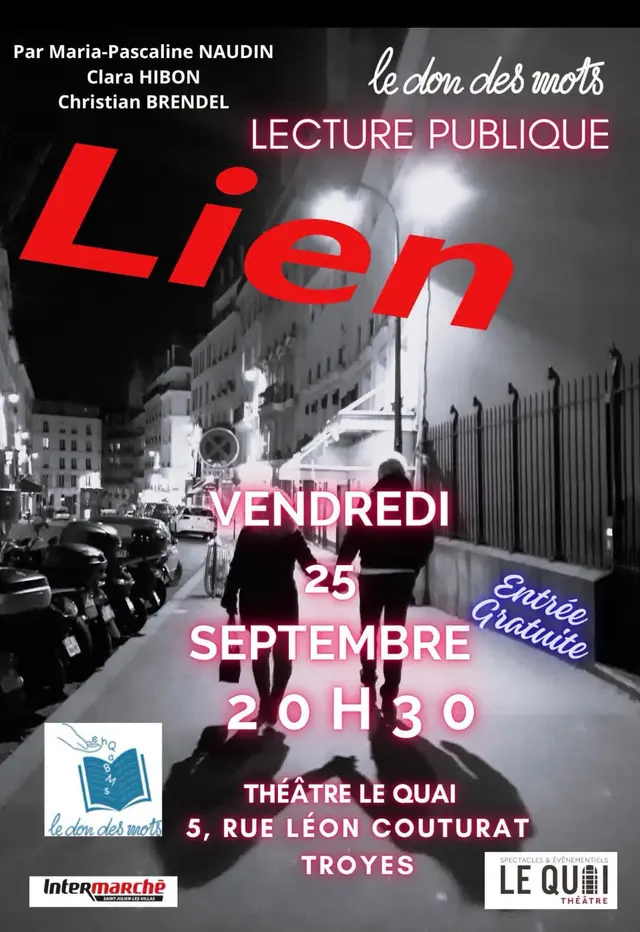 Par Maria-Pascaline NAUDIN
Clara HIBON
Christian BRENDEL
le don des mots
LECTURE PUBLIQUE
Lien
VENDREDI
25
SEPTEMBRE
20H30
Entrée
Gratuite
THÉÂTRE LE QUAI
5, RUE LÉON COUTURAT
TROYES
le don des mots
Intermarché
SAINT-JULIEN LES VILLAS
SPECTACLES & ÉVÈNEMENTIELS
LE QUAI
THÉÂTRE